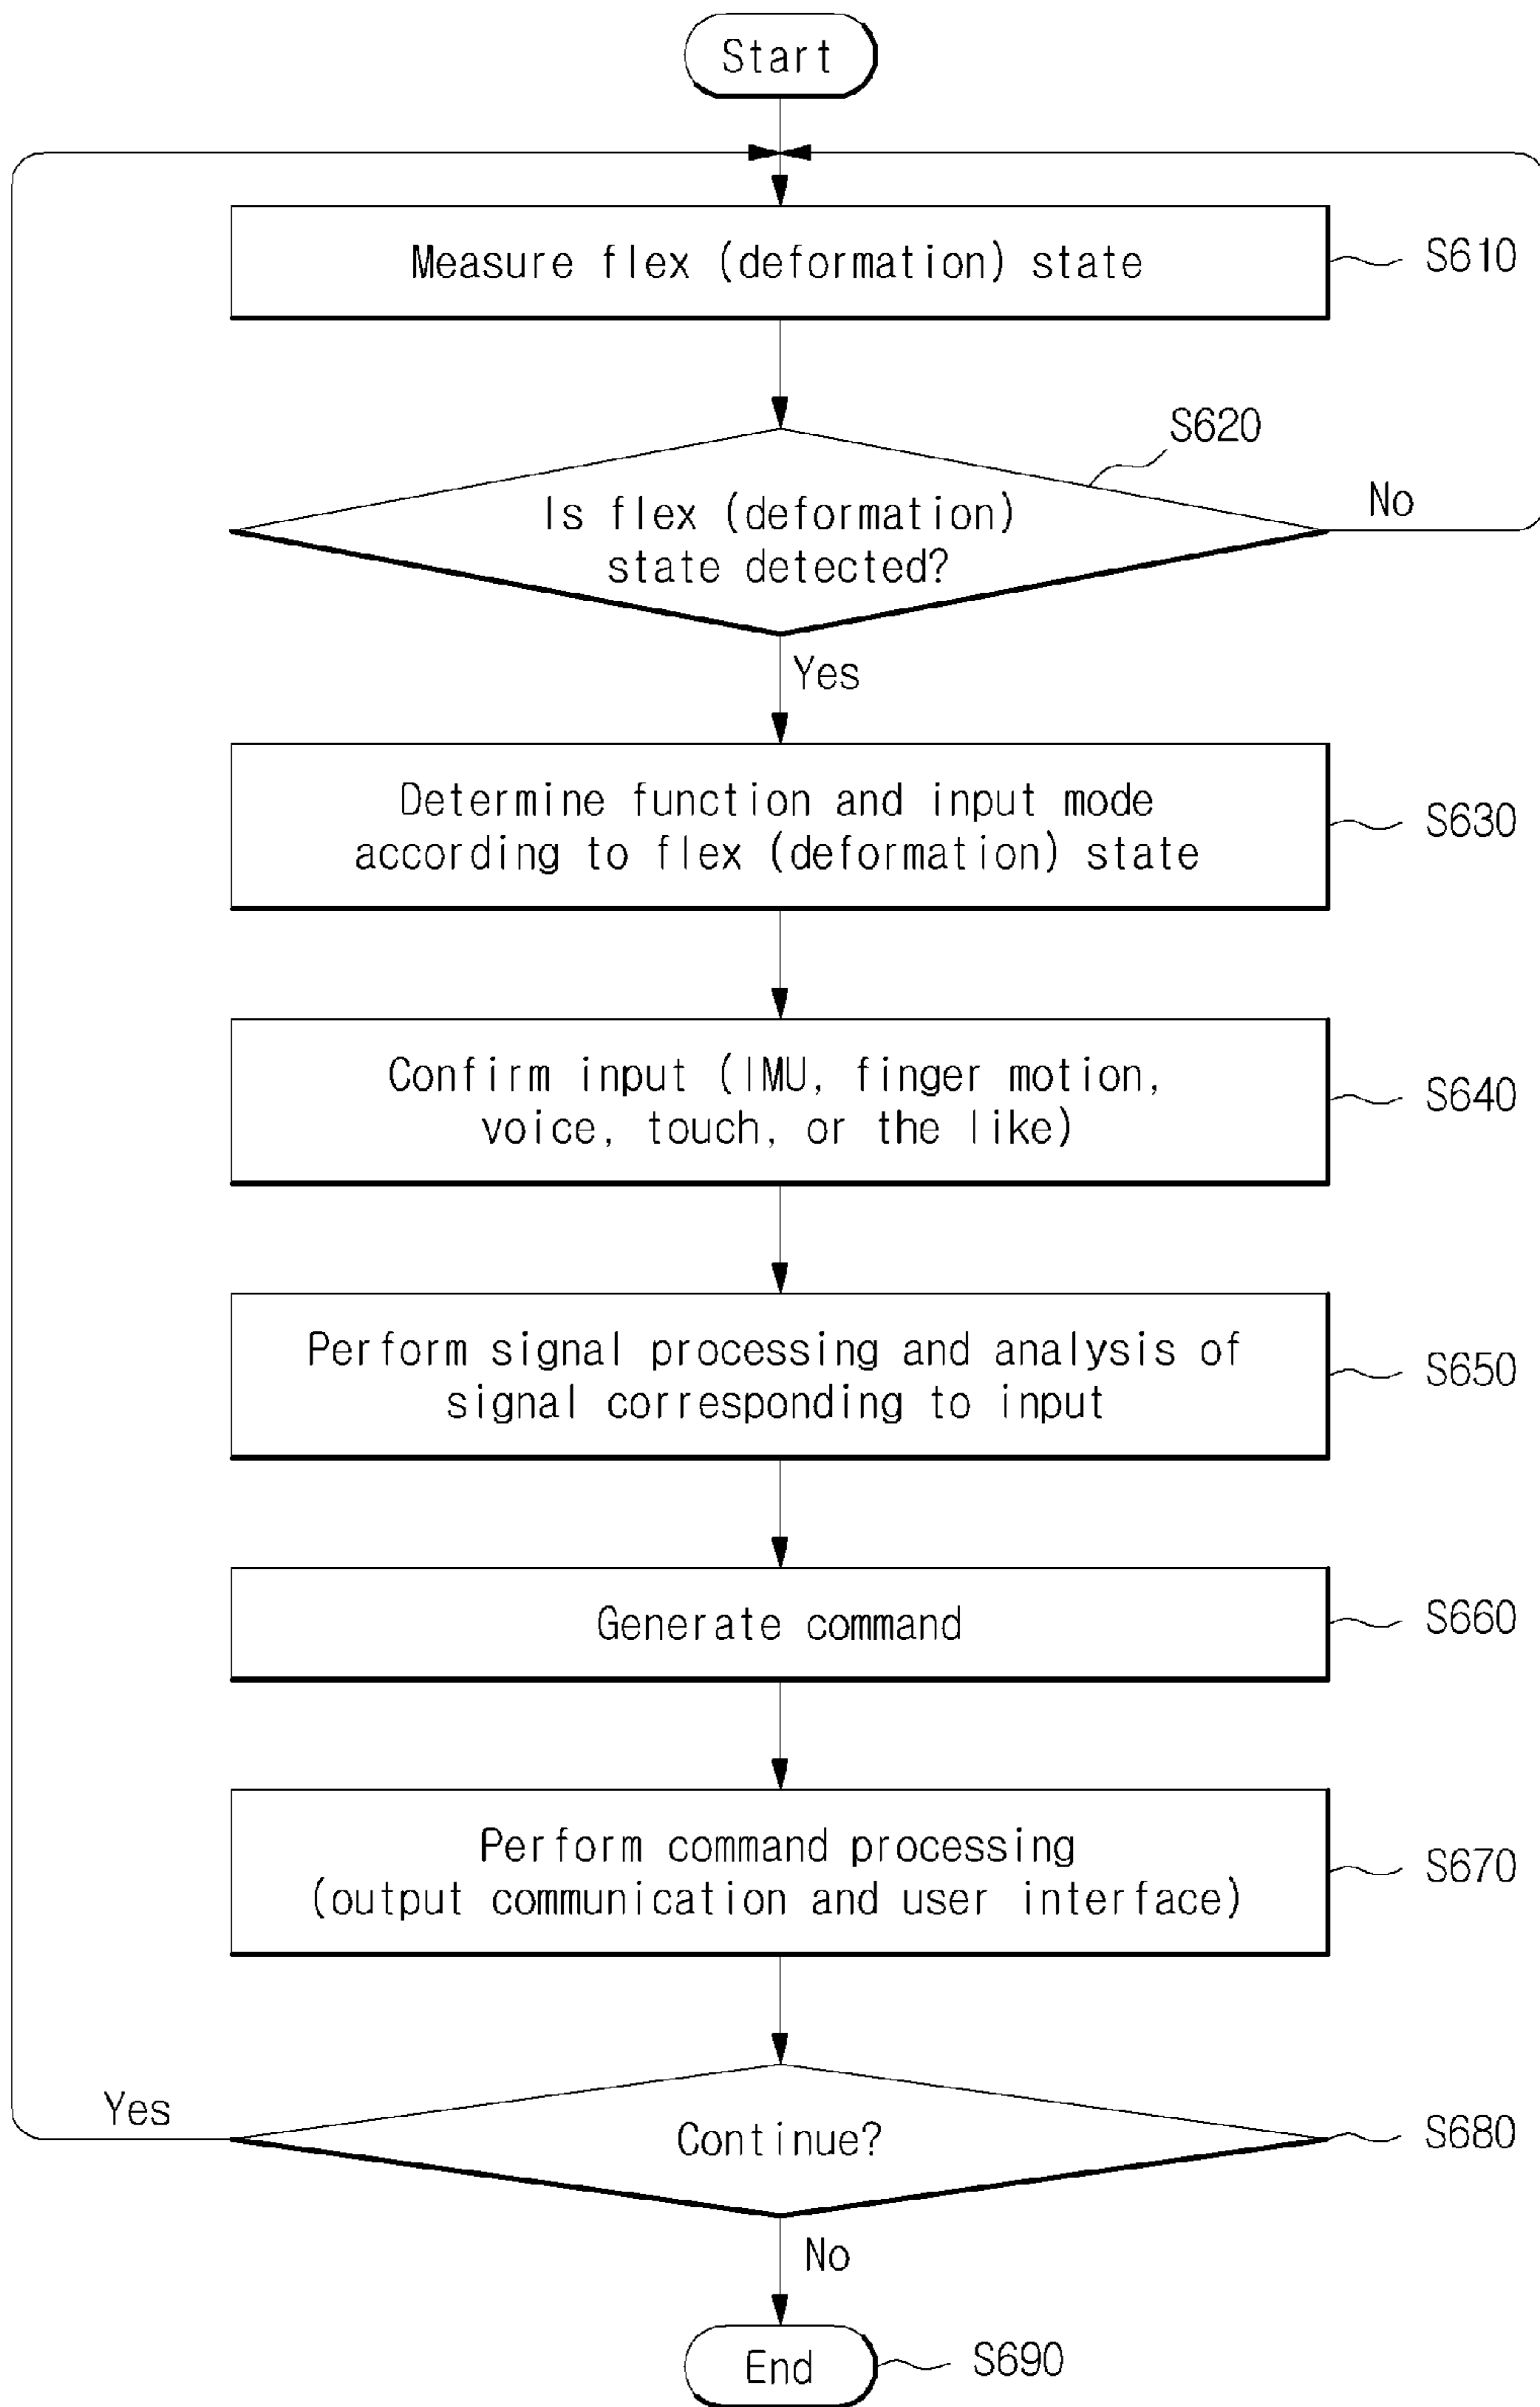 Start
Measure flex (deformation) state
S610
S620
Is flex (deformation)
state detected?
No
Yes
Determine function and input mode
according to flex (deformation) state
S630
Confirm input (IMU, finger motion,
voice, touch, or the like)
S640
Perform signal processing and analysis of
signal corresponding to input
S650
Generate command
S660
Perform command processing
(output communication and user interface)
S670
Yes
Continue?
S680
No
End
S690